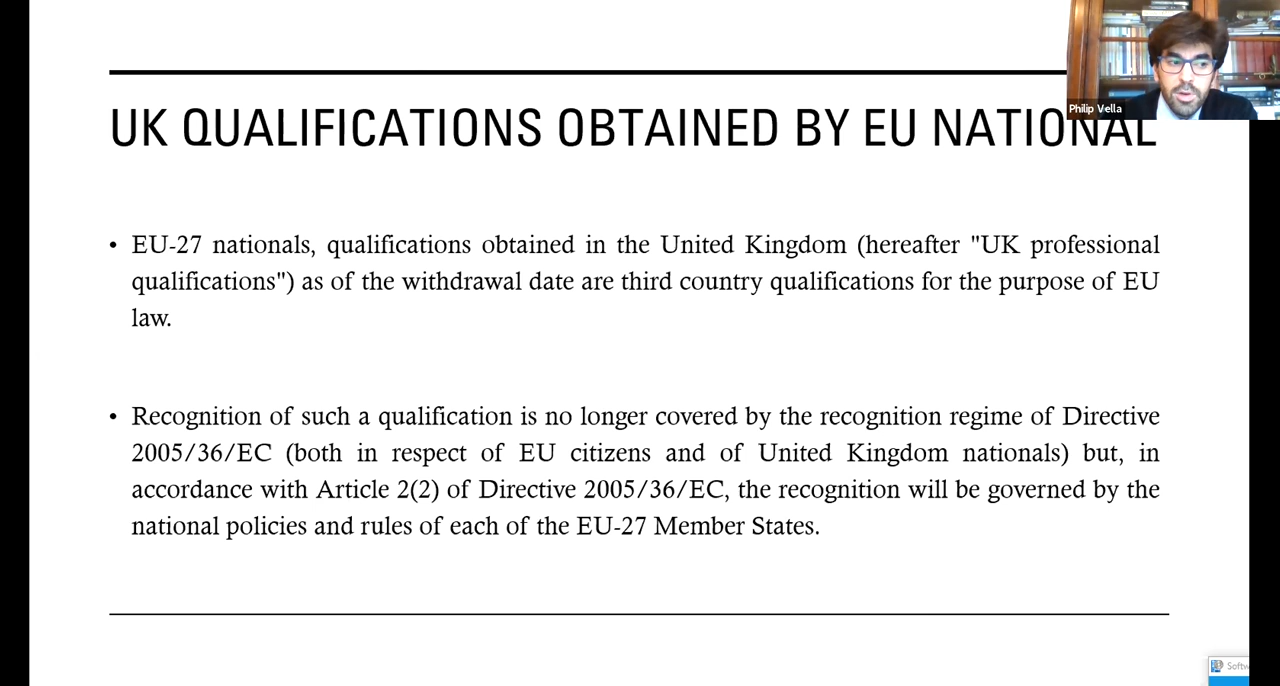 Philip Vella
UK QUALIFICATIONS OBTAINED BY EU NATIONAL
• EU-27 nationals, qualifications obtained in the United Kingdom (hereafter "UK professional
qualifications") as of the withdrawal date are third country qualifications for the purpose of EU
law.
• Recognition of such a qualification is no longer covered by the recognition regime of Directive
2005/36/EC (both in respect of EU citizens and of United Kingdom nationals) but, in
accordance with Article 2(2) of Directive 2005/36/EC, the recognition will be governed by the
national policies and rules of each of the EU-27 Member States.